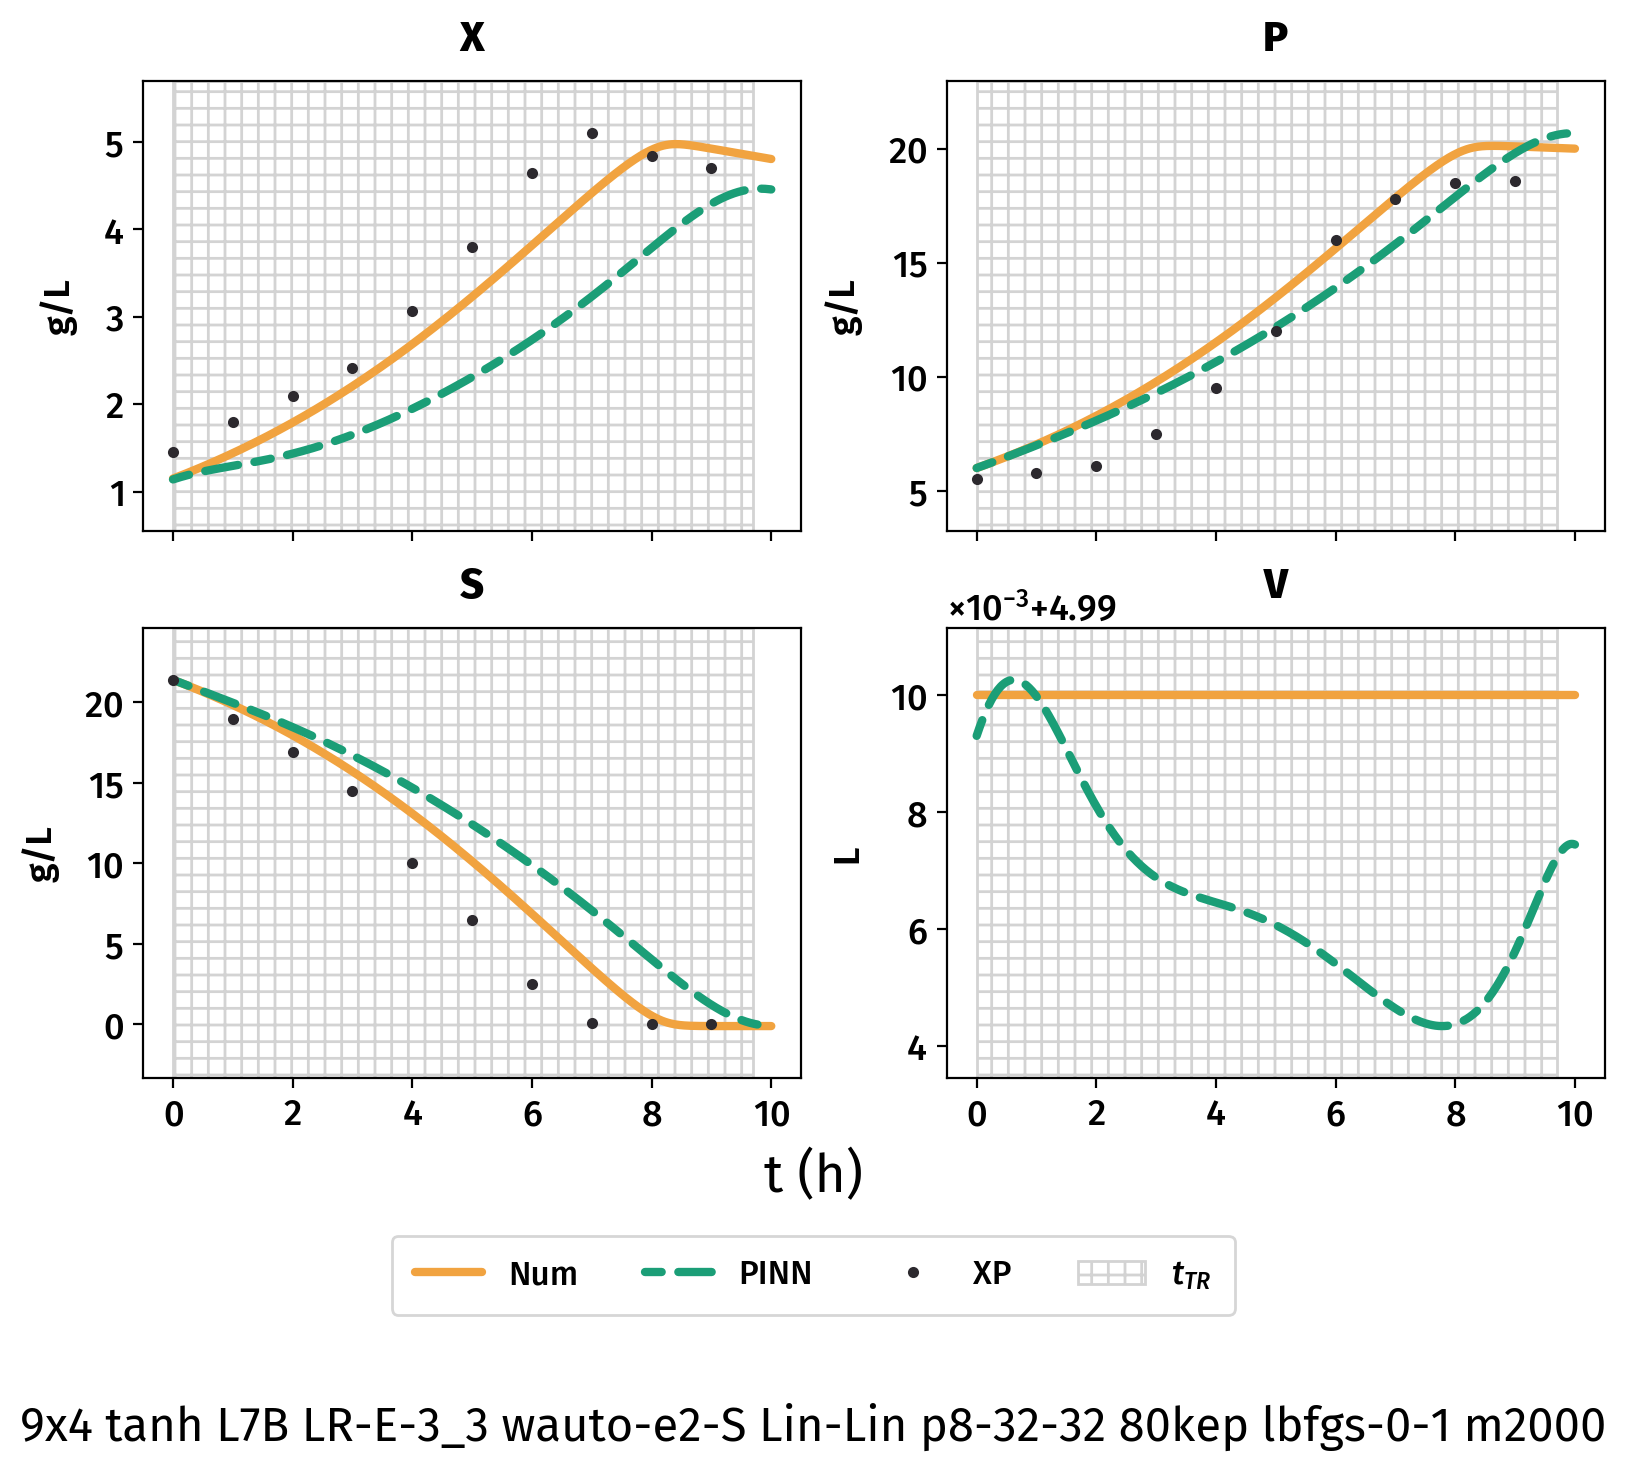 X
P
5
4
3
2
1
g/L
20
15
10
5
g/L
S
V
×10⁻³+4.99
20
15
10
5
0
g/L
10
8
6
4
L
0 2 4 6 8 10
0 2 4 6 8 10
t (h)
Num PINN XP t_TR
9x4 tanh L7B LR-E-3_3 wauto-e2-S Lin-Lin p8-32-32 80kep lbfgs-0-1 m2000